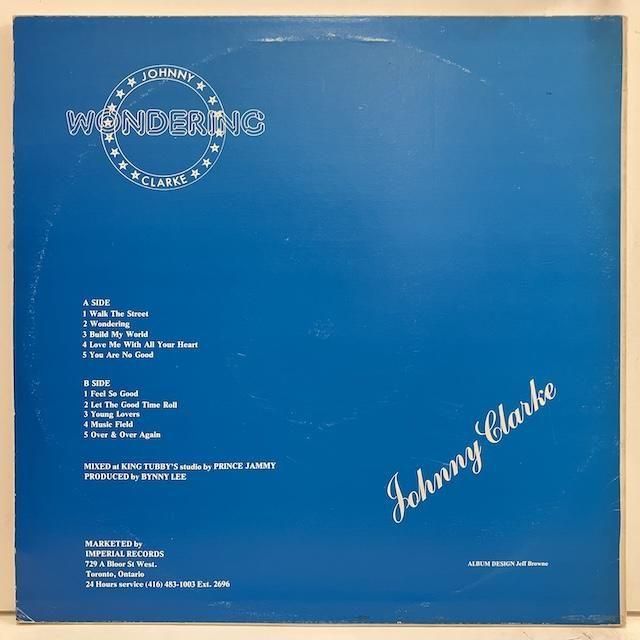 JOHNNY
WONDERING
CLARKE
A SIDE
1 Walk The Street
2 Wondering
3 Build My World
4 Love Me With All Your Heart
5 You Are No Good
B SIDE
1 Feel So Good
2 Let The Good Time Roll
3 Young Lovers
4 Music Field
5 Over & Over Again
Johnny Clarke
MIXED at KING TUBBY'S studio by PRINCE JAMMY
PRODUCED by BYNNY LEE
MARKETED by
IMPERIAL RECORDS
729 A Bloor St West.
Toronto, Ontario
24 Hours service (416) 483-1003 Ext. 2696
ALBUM DESIGN Jeff Browne